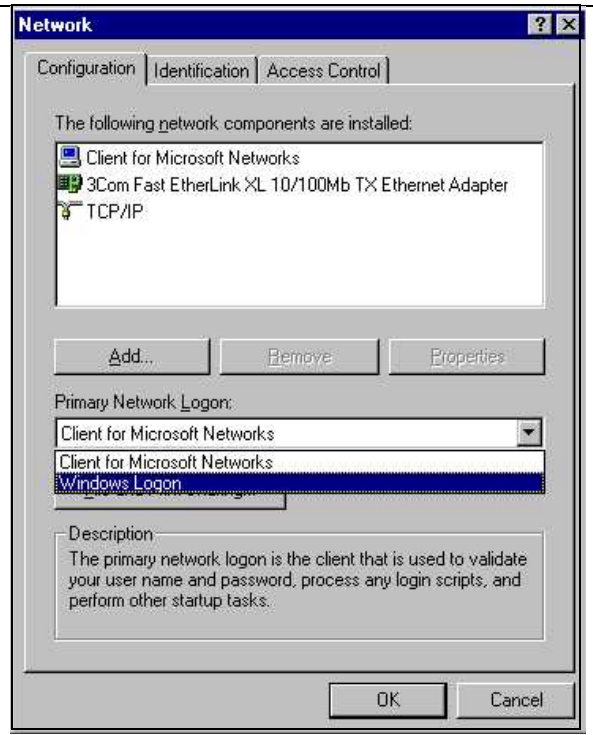 Network
? X
Configuration Identification Access Control
The following network components are installed:
Client for Microsoft Networks
3Com Fast EtherLink XL 10/100Mb TX Ethernet Adapter
TCP/IP
Add... Remove Properties
Primary Network Logon:
Client for Microsoft Networks
Client for Microsoft Networks
Windows Logon
Description
The primary network logon is the client that is used to validate
your user name and password, process any login scripts, and
perform other startup tasks.
OK Cancel